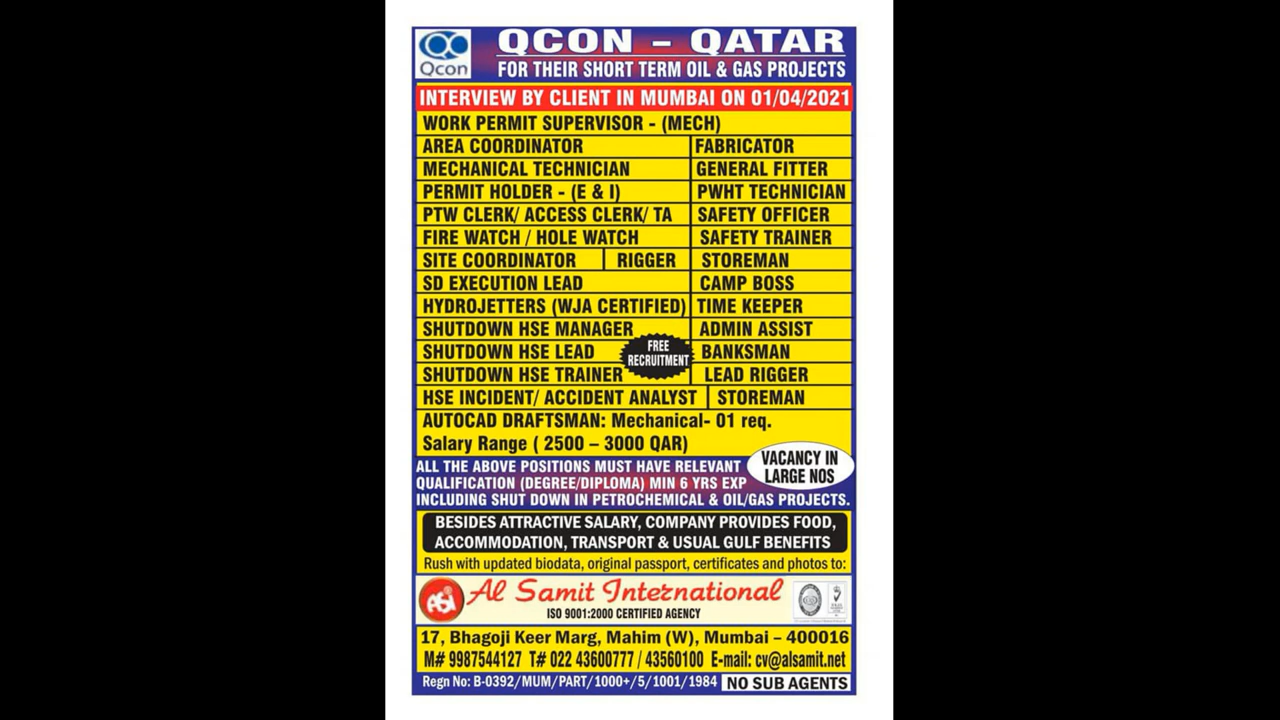 Qcon
QCON - QATAR
FOR THEIR SHORT TERM OIL & GAS PROJECTS
INTERVIEW BY CLIENT IN MUMBAI ON 01/04/2021
WORK PERMIT SUPERVISOR - (MECH)
AREA COORDINATOR FABRICATOR
MECHANICAL TECHNICIAN GENERAL FITTER
PERMIT HOLDER - (E & I) PWHT TECHNICIAN
PTW CLERK/ ACCESS CLERK/ TA SAFETY OFFICER
FIRE WATCH / HOLE WATCH SAFETY TRAINER
SITE COORDINATOR RIGGER STOREMAN
SD EXECUTION LEAD CAMP BOSS
HYDROJETTERS (WJA CERTIFIED) TIME KEEPER
SHUTDOWN HSE MANAGER ADMIN ASSIST
SHUTDOWN HSE LEAD BANKSMAN
FREE
RECRUITMENT
SHUTDOWN HSE TRAINER LEAD RIGGER
HSE INCIDENT/ ACCIDENT ANALYST STOREMAN
AUTOCAD DRAFTSMAN: Mechanical- 01 req.
Salary Range ( 2500 – 3000 QAR)
VACANCY IN
LARGE NOS
ALL THE ABOVE POSITIONS MUST HAVE RELEVANT
QUALIFICATION (DEGREE/DIPLOMA) MIN 6 YRS EXP
INCLUDING SHUT DOWN IN PETROCHEMICAL & OIL/GAS PROJECTS.
BESIDES ATTRACTIVE SALARY, COMPANY PROVIDES FOOD,
ACCOMMODATION, TRANSPORT & USUAL GULF BENEFITS
Rush with updated biodata, original passport, certificates and photos to:
ASI
Al Samit International
ISO 9001:2000 CERTIFIED AGENCY
17, Bhagoji Keer Marg, Mahim (W), Mumbai – 400016
M# 9987544127 T# 022 43600777 / 43560100 E-mail: cv@alsamit.net
Regn No: B-0392/MUM/PART/1000+/5/1001/1984 NO SUB AGENTS